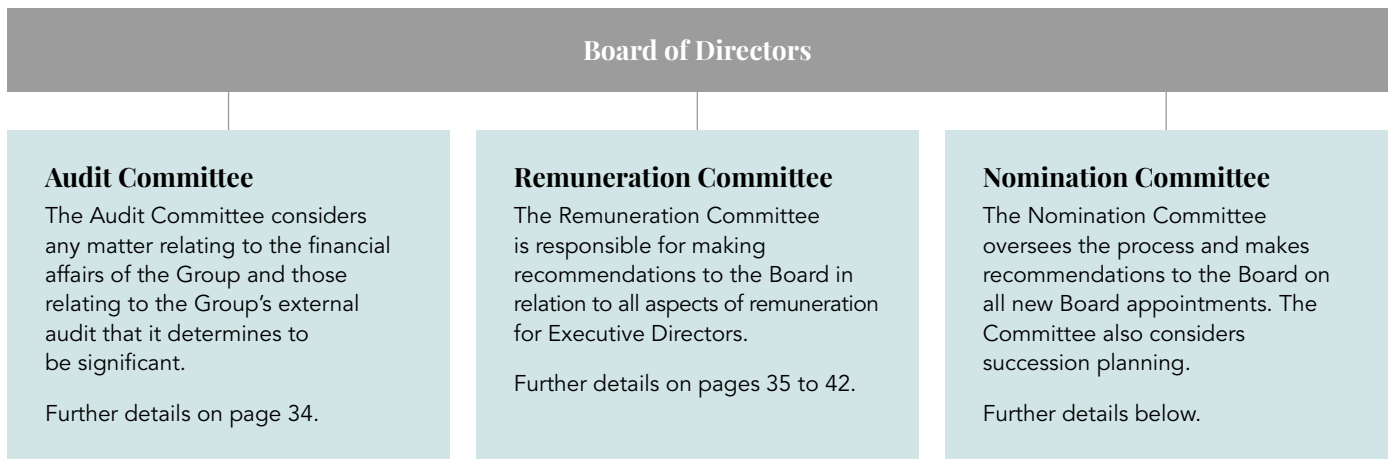 Board of Directors
Audit Committee
The Audit Committee considers
any matter relating to the financial
affairs of the Group and those
relating to the Group’s external
audit that it determines to
be significant.
Further details on page 34.
Remuneration Committee
The Remuneration Committee
is responsible for making
recommendations to the Board in
relation to all aspects of remuneration
for Executive Directors.
Further details on pages 35 to 42.
Nomination Committee
The Nomination Committee
oversees the process and makes
recommendations to the Board on
all new Board appointments. The
Committee also considers
succession planning.
Further details below.